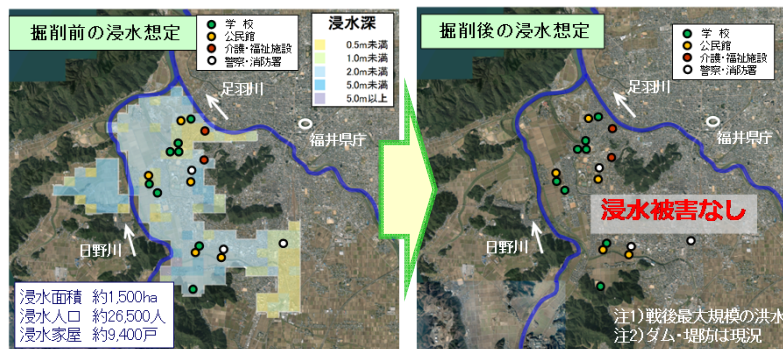 掘削前の浸水想定
学 校
公民館
介護・福祉施設
警察・消防署
浸水深
0.5m未満
1.0m未満
2.0m未満
5.0m未満
5.0m以上
足羽川
福井県庁
日野川
浸水面積 約1,500ha
浸水人口 約26,500人
浸水家屋 約9,400戸
掘削後の浸水想定
学 校
公民館
介護・福祉施設
警察・消防署
足羽川
福井県庁
浸水被害なし
日野川
注1)戦後最大規模の洪水
注2)ダム・堤防は現況